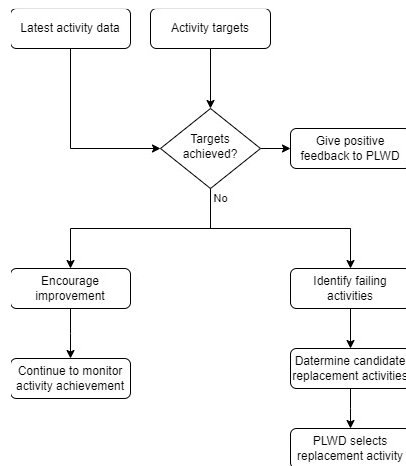 Latest activity data
Activity targets
Targets
achieved?
Give positive
feedback to PLWD
No
Encourage
improvement
Identify failing
activities
Continue to monitor
activity achievement
Datermine candidate
replacement activities
PLWD selects
replacement activity